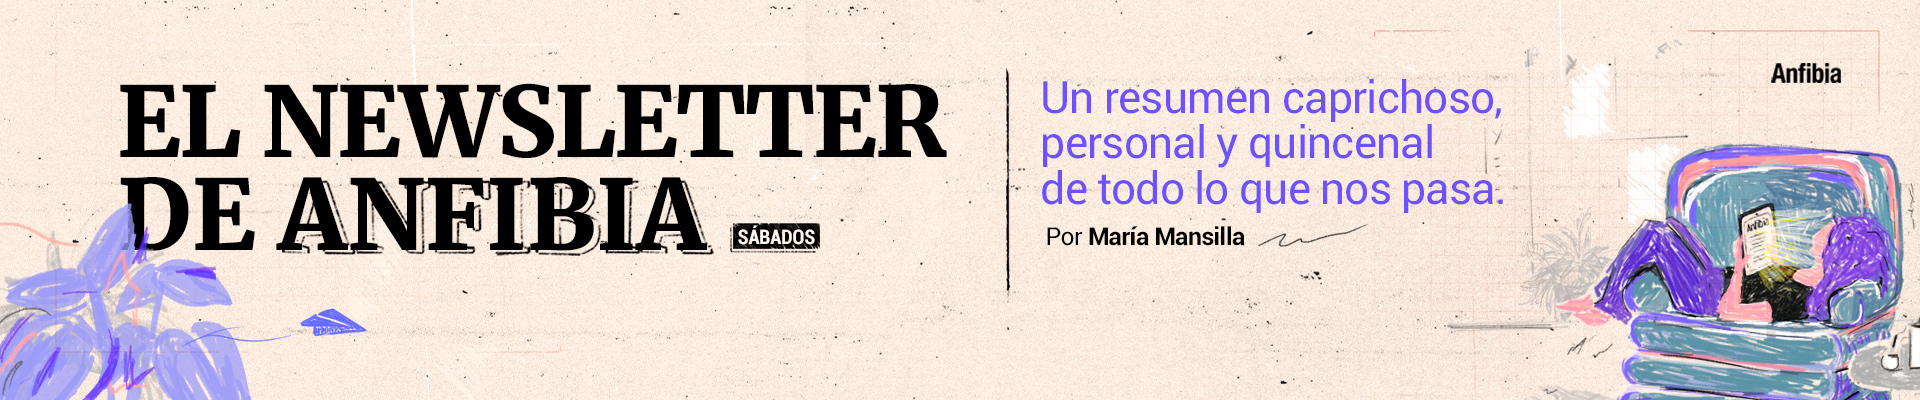 EL NEWSLETTER
DE ANFIBIA
SÁBADOS
Un resumen caprichoso,
personal y quincenal
de todo lo que nos pasa.
Por María Mansilla
Anfibia
Anfibia